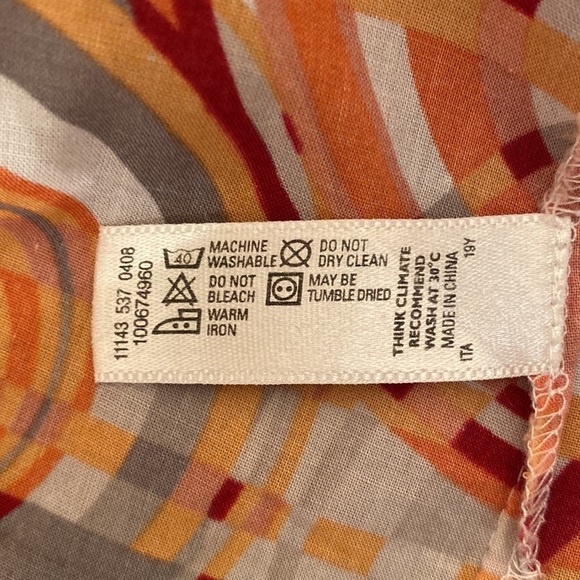 11143 537 0408
100674960
40
MACHINE
WASHABLE
DO NOT
DRY CLEAN
DO NOT
BLEACH
MAY BE
TUMBLE DRIED
WARM
IRON
THINK CLIMATE
RECOMMEND
WASH AT 30°C
MADE IN CHINA
ITA
19Y